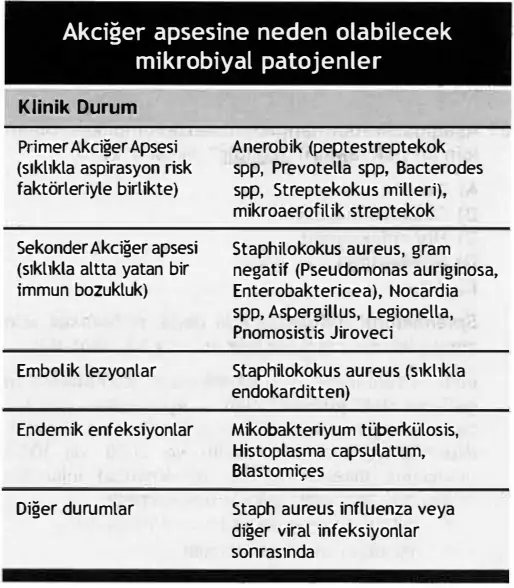 Akciğer apsesine neden olabilecek
mikrobiyal patojenler
Klinik Durum
Primer Akciğer Apsesi
(sıklıkla aspirasyon risk
faktörleriyle birlikte)
Anerobik (peptestreptekok
spp, Prevotella spp, Bacterodes
spp, Streptekokus milleri),
mikroaerofilik streptekok
Sekonder Akciğer apsesi
(sıklıkla altta yatan bir
immun bozukluk)
Staphilokokus aureus, gram
negatif (Pseudomonas auriginosa,
Enterobaktericea), Nocardia
spp, Aspergillus, Legionella,
pnomosistis Jiroveci
Embolik lezyonlar
Staphilokokus aureus (sıklıkla
endokarditten)
Endemik enfeksiyonlar
Mikobakteriyum tüberkülosis,
Histoplasma capsulatum,
Blastomiçes
Diğer durumlar
Staph aureus influenza veya
diğer viral infeksiyonlar
sonrasında